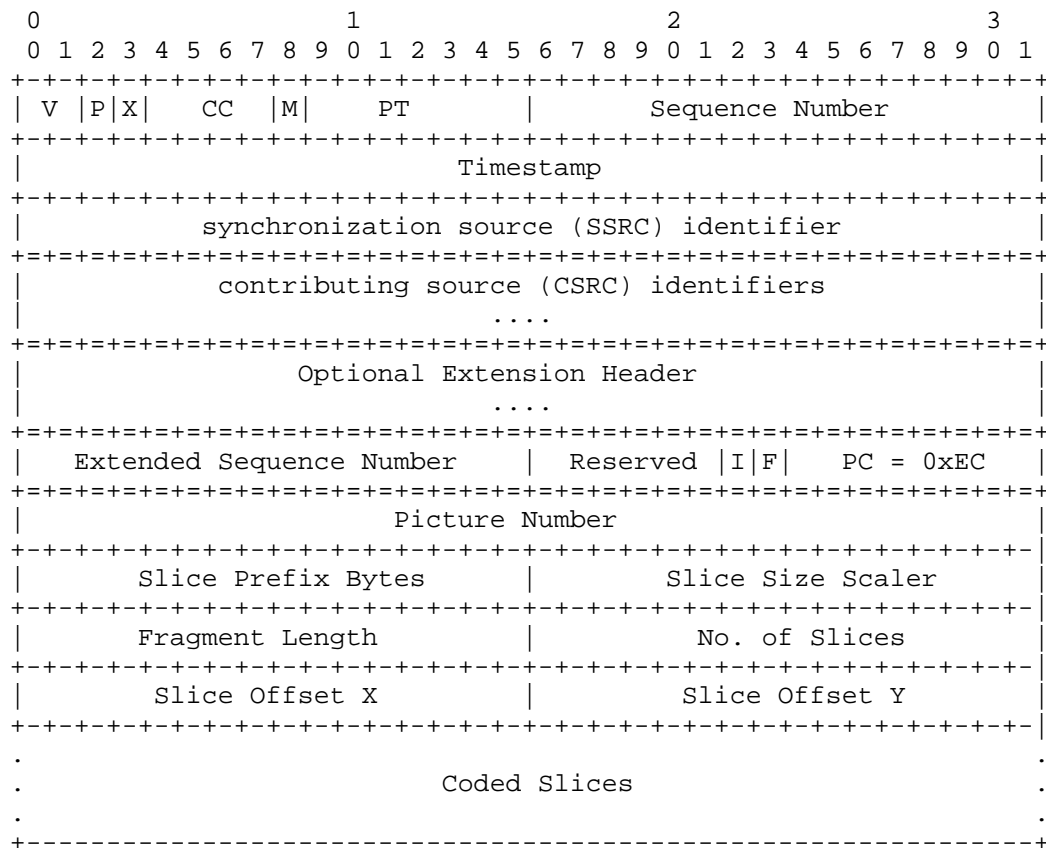 0                   1                   2                   3
 0 1 2 3 4 5 6 7 8 9 0 1 2 3 4 5 6 7 8 9 0 1 2 3 4 5 6 7 8 9 0 1
+-+-+-+-+-+-+-+-+-+-+-+-+-+-+-+-+-+-+-+-+-+-+-+-+-+-+-+-+-+-+-+-+
| V |P|X|   CC  |M|    PT       |       Sequence Number         |
+-+-+-+-+-+-+-+-+-+-+-+-+-+-+-+-+-+-+-+-+-+-+-+-+-+-+-+-+-+-+-+-+
|                           Timestamp                           |
+-+-+-+-+-+-+-+-+-+-+-+-+-+-+-+-+-+-+-+-+-+-+-+-+-+-+-+-+-+-+-+-+
|           synchronization source (SSRC) identifier            |
+=+=+=+=+=+=+=+=+=+=+=+=+=+=+=+=+=+=+=+=+=+=+=+=+=+=+=+=+=+=+=+=+
|            contributing source (CSRC) identifiers             |
|                             ....                              |
+=+=+=+=+=+=+=+=+=+=+=+=+=+=+=+=+=+=+=+=+=+=+=+=+=+=+=+=+=+=+=+=+
|                 Optional Extension Header                     |
|                             ....                              |
+=+=+=+=+=+=+=+=+=+=+=+=+=+=+=+=+=+=+=+=+=+=+=+=+=+=+=+=+=+=+=+=+
|   Extended Sequence Number    |  Reserved |I|F|   PC = 0xEC   |
+=+=+=+=+=+=+=+=+=+=+=+=+=+=+=+=+=+=+=+=+=+=+=+=+=+=+=+=+=+=+=+=+
|                       Picture Number                          |
+-+-+-+-+-+-+-+-+-+-+-+-+-+-+-+-+-+-+-+-+-+-+-+-+-+-+-+-+-+-+-+-|
|       Slice Prefix Bytes      |        Slice Size Scaler      |
+-+-+-+-+-+-+-+-+-+-+-+-+-+-+-+-+-+-+-+-+-+-+-+-+-+-+-+-+-+-+-+-|
|       Fragment Length         |          No. of Slices        |
+-+-+-+-+-+-+-+-+-+-+-+-+-+-+-+-+-+-+-+-+-+-+-+-+-+-+-+-+-+-+-+-|
|        Slice Offset X         |         Slice Offset Y        |
+-+-+-+-+-+-+-+-+-+-+-+-+-+-+-+-+-+-+-+-+-+-+-+-+-+-+-+-+-+-+-+-|
.                                                               .
.                          Coded Slices                         .
.                                                               .
+---------------------------------------------------------------+